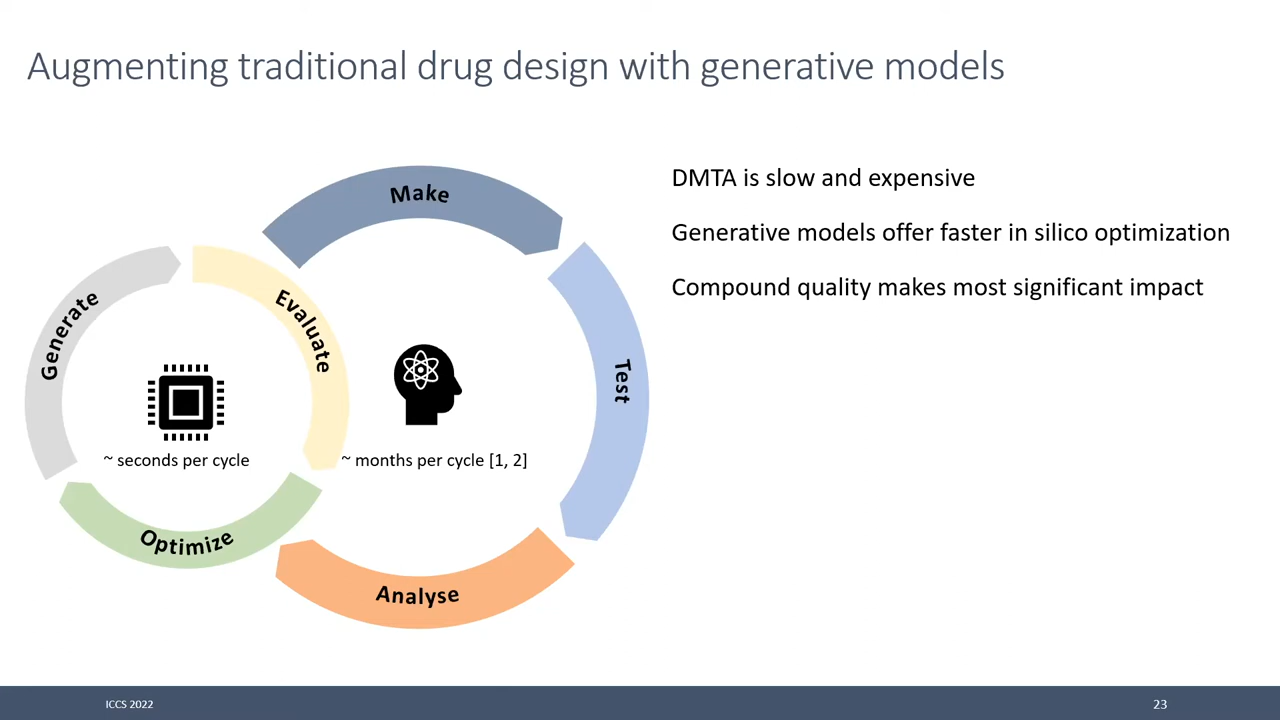 Augmenting traditional drug design with generative models
Make
Test
Analyse
Generate
Evaluate
Optimize
~ seconds per cycle
~ months per cycle [1, 2]
DMTA is slow and expensive
Generative models offer faster in silico optimization
Compound quality makes most significant impact
ICCS 2022
23